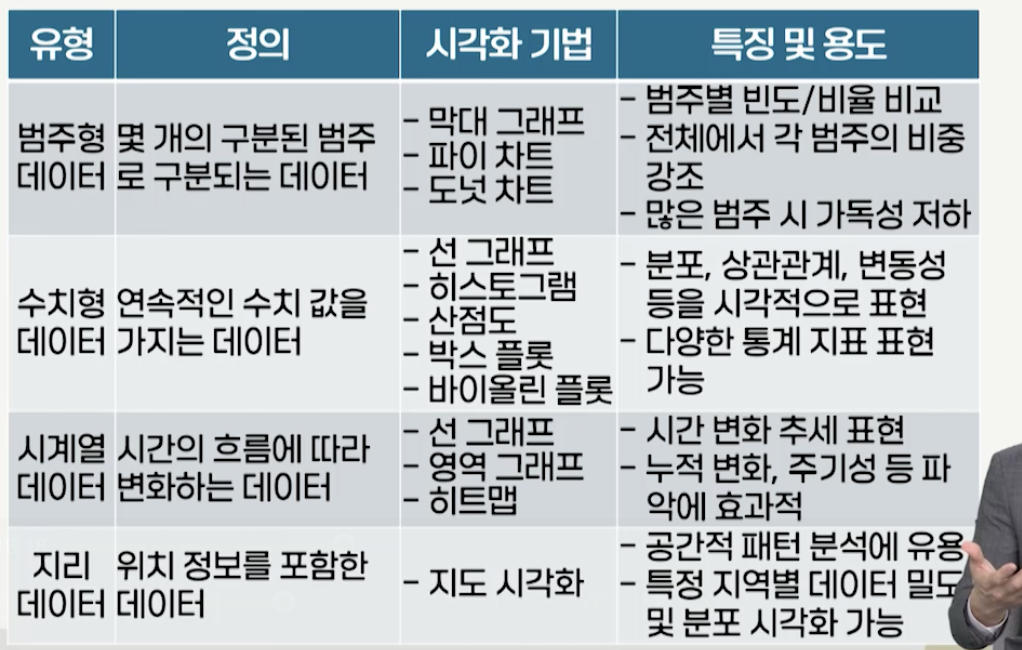 유형 정의 시각화 기법 특징 및 용도
범주형
데이터
몇 개의 구분된 범주
로 구분되는 데이터
- 막대 그래프
- 파이 차트
- 도넛 차트
- 범주별 빈도/비율 비교
- 전체에서 각 범주의 비중
강조
- 많은 범주 시 가독성 저하
수치형
데이터
연속적인 수치 값을
가지는 데이터
- 선 그래프
- 히스토그램
- 산점도
- 박스 플롯
- 바이올린 플롯
- 분포, 상관관계, 변동성
등을 시각적으로 표현
- 다양한 통계 지표 표현
가능
시계열
데이터
시간의 흐름에 따라
변화하는 데이터
- 선 그래프
- 영역 그래프
- 히트맵
- 시간 변화 추세 표현
- 누적 변화, 주기성 등 파
악에 효과적
지리
데이터
위치 정보를 포함한
데이터
- 지도 시각화
- 공간적 패턴 분석에 유용
- 특정 지역별 데이터 밀도
및 분포 시각화 가능